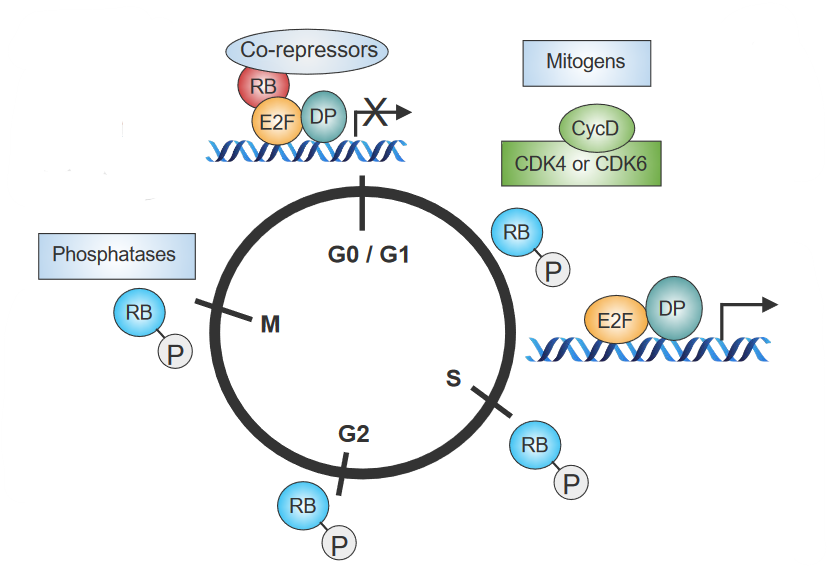 Co-repressors
RB
E2F
DP
X
Mitogens
CycD
CDK4 or CDK6
G0 / G1
RB
P
Phosphatases
RB
P
M
E2F
DP
S
G2
RB
P
RB
P